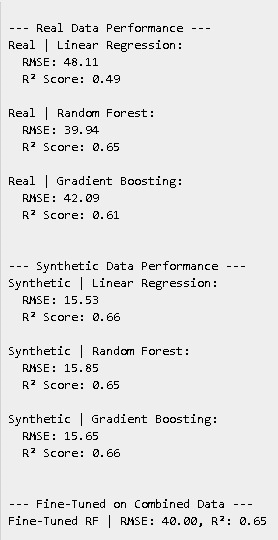 --- Real Data Performance ---
Real | Linear Regression:
RMSE: 48.11
R² Score: 0.49
Real | Random Forest:
RMSE: 39.94
R² Score: 0.65
Real | Gradient Boosting:
RMSE: 42.09
R² Score: 0.61
--- Synthetic Data Performance ---
Synthetic | Linear Regression:
RMSE: 15.53
R² Score: 0.66
Synthetic | Random Forest:
RMSE: 15.85
R² Score: 0.65
Synthetic | Gradient Boosting:
RMSE: 15.65
R² Score: 0.66
--- Fine-Tuned on Combined Data ---
Fine-Tuned RF | RMSE: 40.00, R²: 0.65